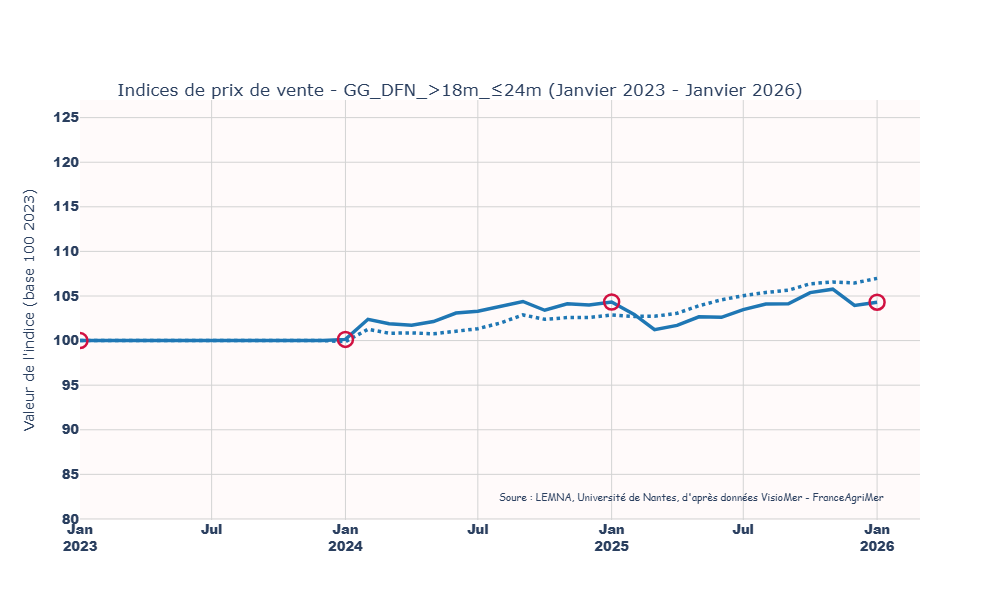 Indices de prix de vente - GG_DFN_>18m_≤24m (Janvier 2023 - Janvier 2026)
Valeur de l'indice (base 100 2023)
125
120
115
110
105
100
95
90
85
80
Soure : LEMNA, Université de Nantes, d'après données VisioMer - FranceAgriMer
Jan Jul Jan Jul Jan Jul Jan
2023 2024 2025 2026